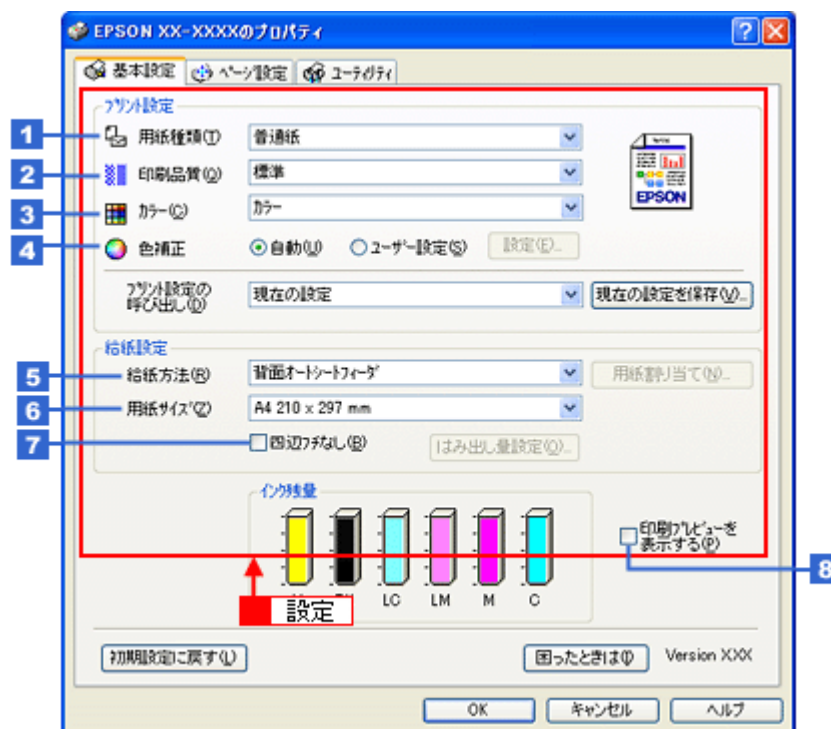 EPSON XX-XXXXのプロパティ
基本設定 ページ設定 ユーティリティ
プリント設定
1 用紙種類(T) 普通紙
2 印刷品質(Q) 標準
3 カラー(C) カラー
EPSON
4 色補正 自動(U) ユーザー設定(S) 設定(E)...
プリント設定の
呼び出し(D) 現在の設定 現在の設定を保存(V)...
給紙設定
5 給紙方法(R) 背面オートシートフィーダ 用紙割り当て(N)...
6 用紙サイズ(Z) A4 210 x 297 mm
7 四辺フチなし(B) はみ出し量設定(O)...
インク残量
印刷プレビューを
表示する(P)
8
LC LM M C
設定
初期設定に戻す(L) 困ったときは(I) Version XXX
OK キャンセル ヘルプ